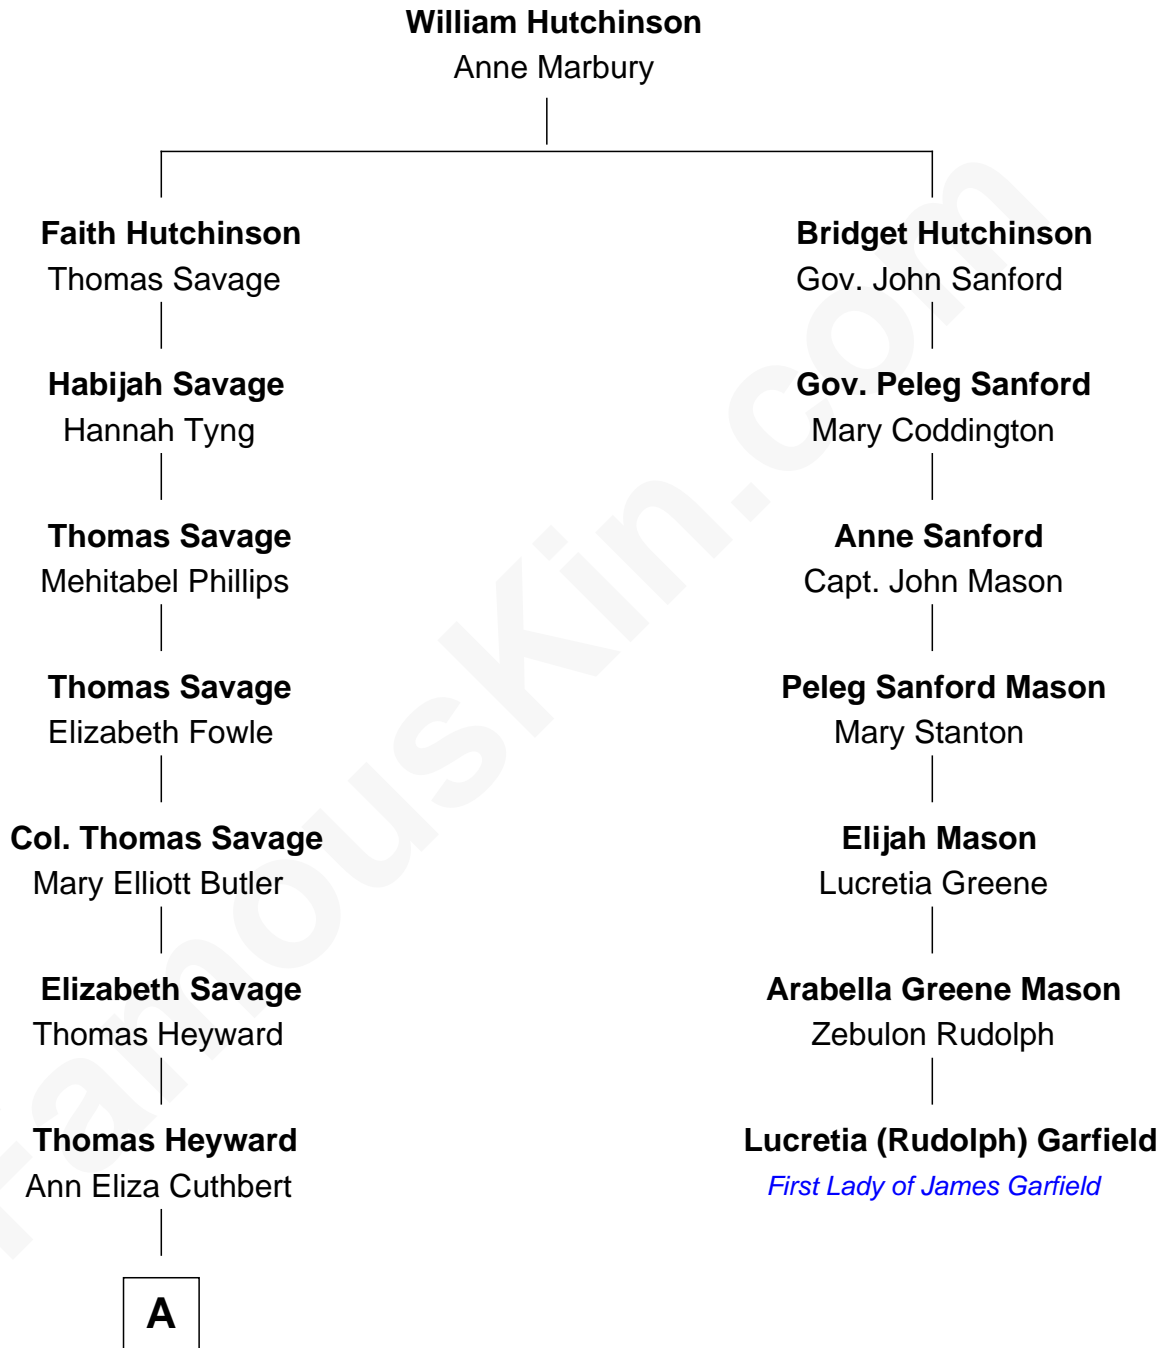 William Hutchinson
Anne Marbury
Faith Hutchinson
Thomas Savage
Bridget Hutchinson
Gov. John Sanford
Habijah Savage
Hannah Tyng
Gov. Peleg Sanford
Mary Coddington
Thomas Savage
Mehitabel Phillips
Anne Sanford
Capt. John Mason
Thomas Savage
Elizabeth Fowle
Peleg Sanford Mason
Mary Stanton
Col. Thomas Savage
Mary Elliott Butler
Elijah Mason
Lucretia Greene
Elizabeth Savage
Thomas Heyward
Arabella Greene Mason
Zebulon Rudolph
Thomas Heyward
Ann Eliza Cuthbert
Lucretia (Rudolph) Garfield
First Lady of James Garfield
A
FamousKin.com